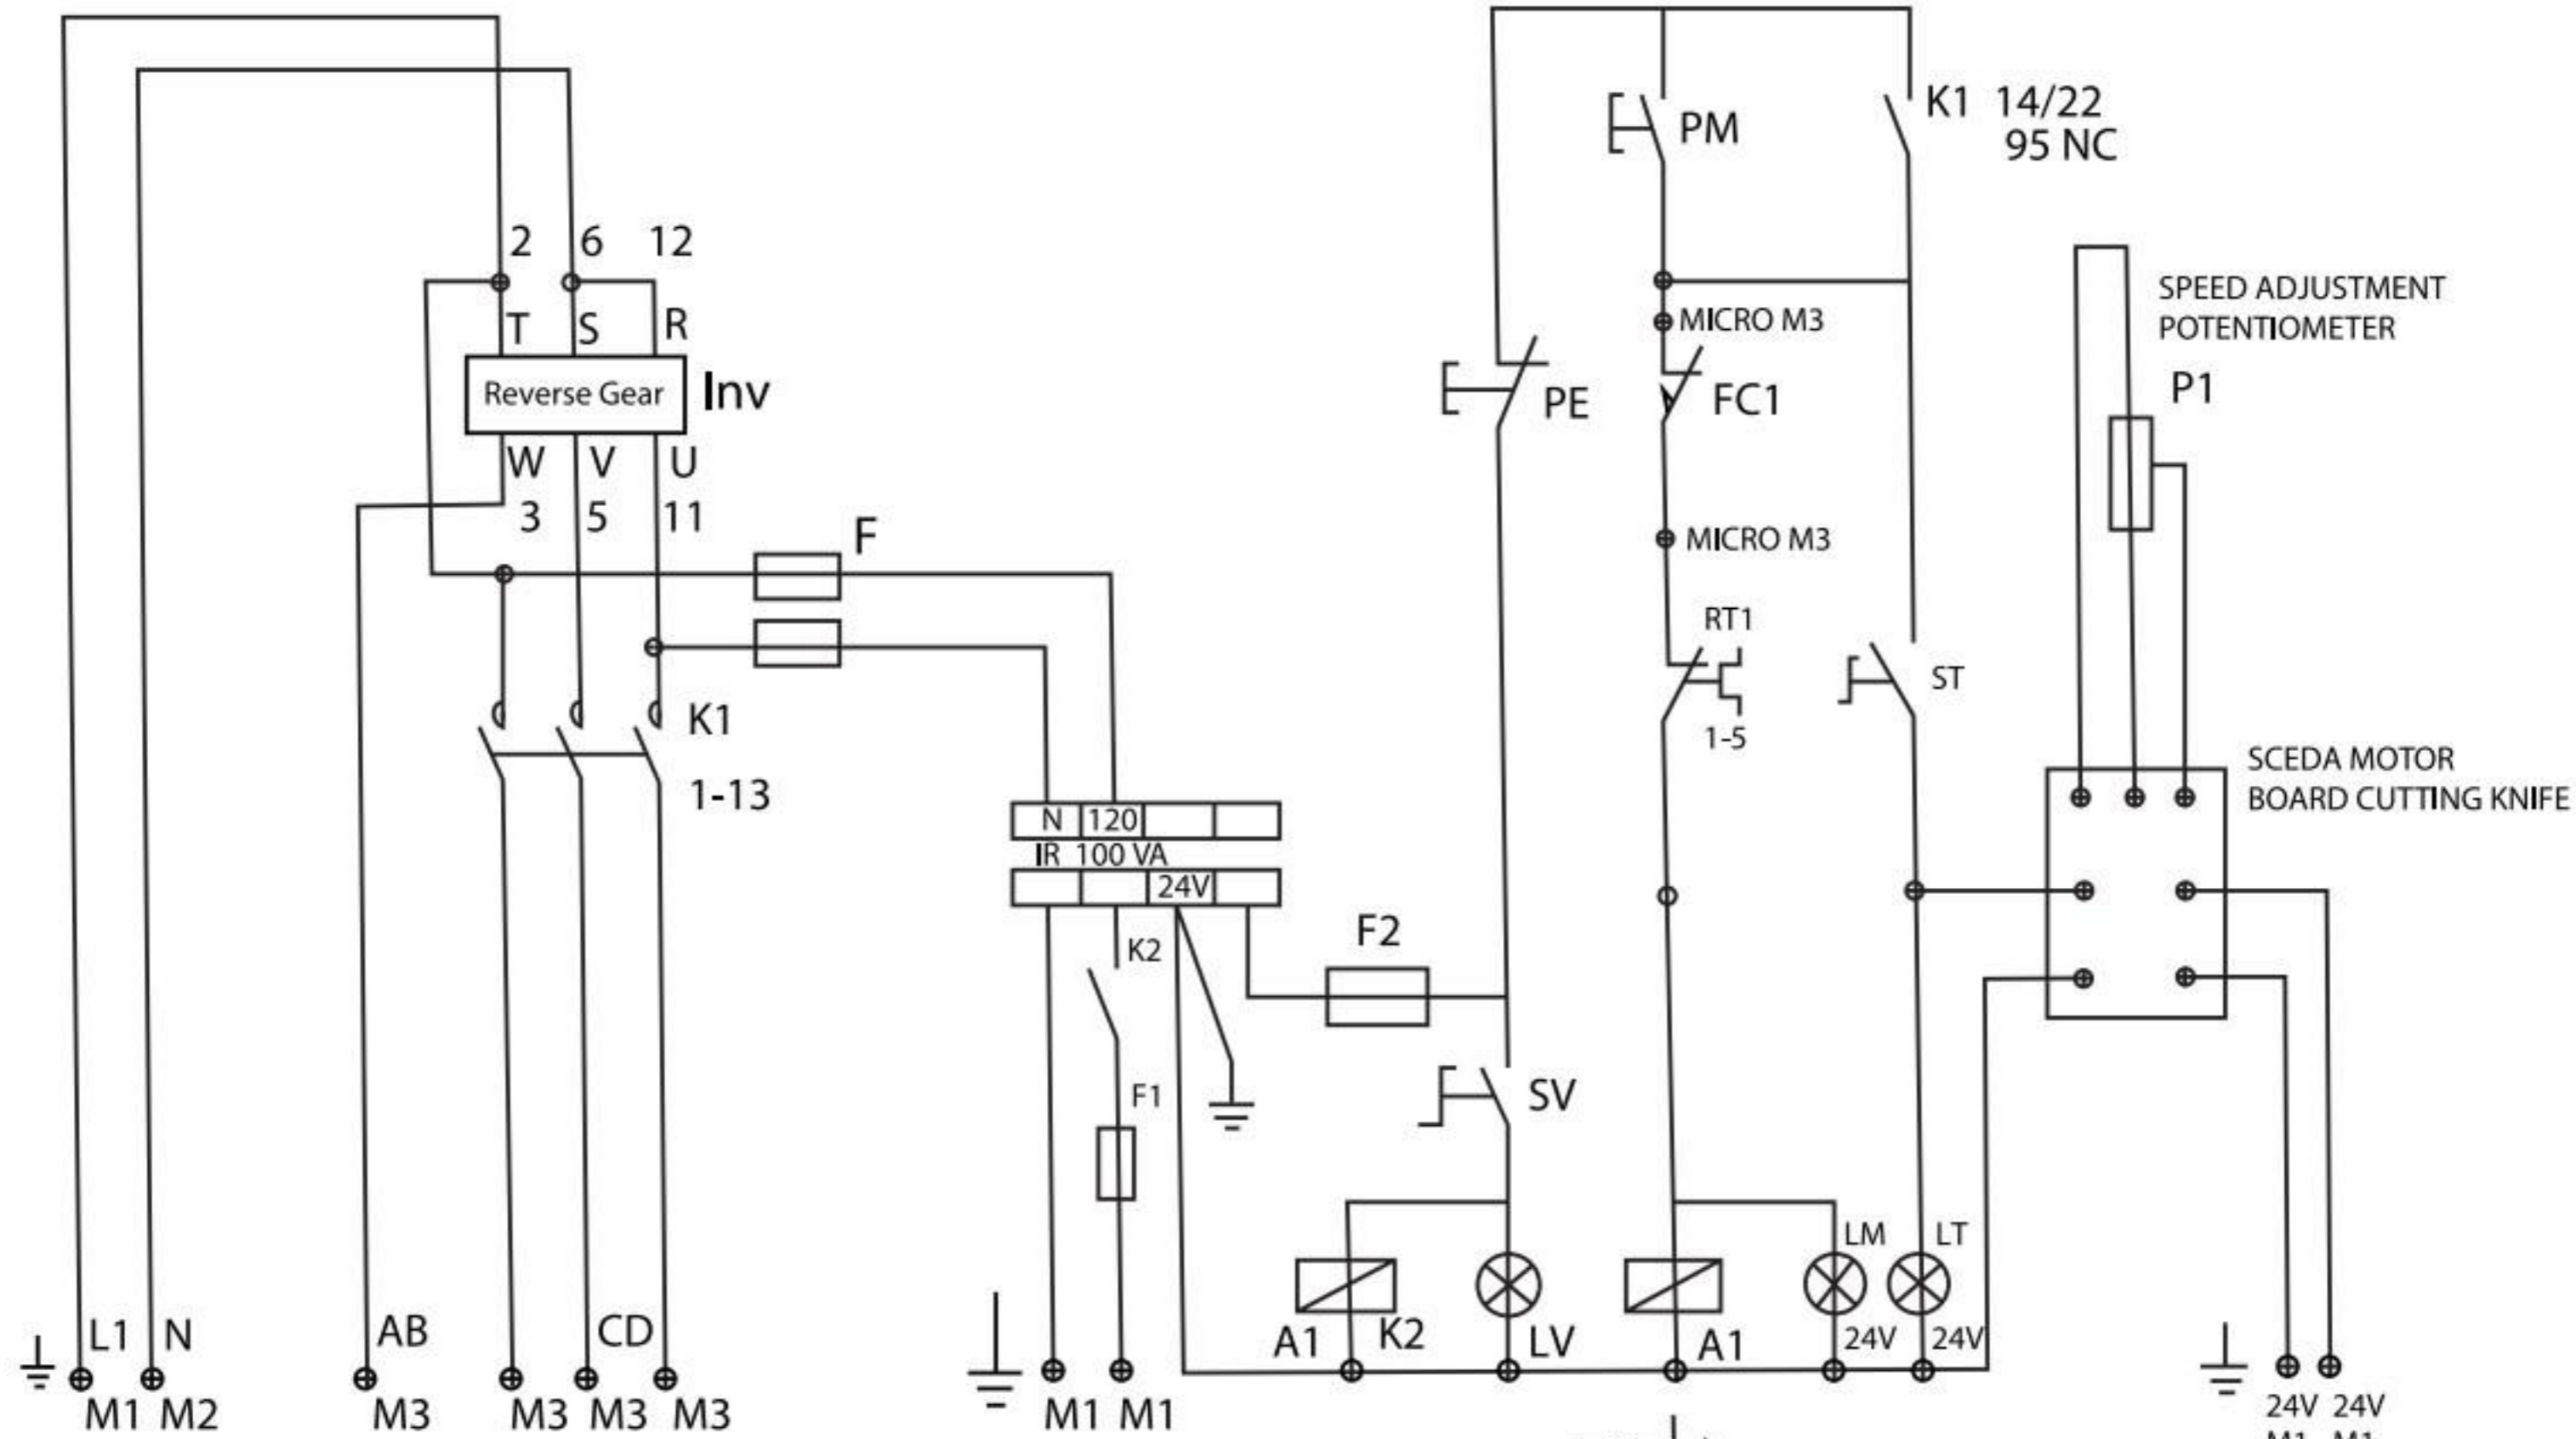 K1 14/22
95 NC
PM
2 6 12
T S R
Reverse Gear
Inv
W V U
3 5 11
MICRO M3
FC1
PE
MICRO M3
SPEED ADJUSTMENT
POTENTIOMETER
P1
F
RT1
1-5
ST
K1
1-13
SCEDA MOTOR
BOARD CUTTING KNIFE
N 120
IR 100 VA
24V
K2
F2
F1
SV
LM LT
L1 N AB CD
A1 K2 LV A1 24V 24V
M1 M2 M3 M3 M3 M3 M1 M1
24V 24V
M1 M1